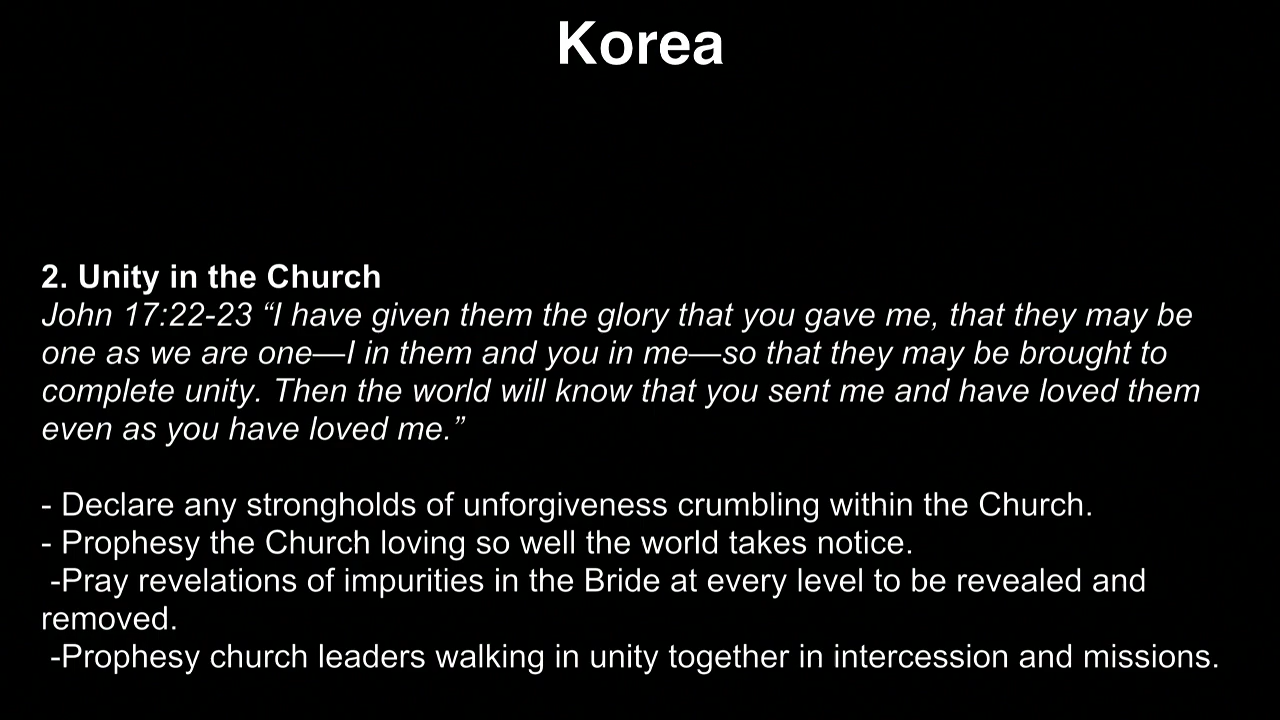 Korea
2. Unity in the Church
John 17:22-23 “I have given them the glory that you gave me, that they may be
one as we are one—I in them and you in me—so that they may be brought to
complete unity. Then the world will know that you sent me and have loved them
even as you have loved me.”
- Declare any strongholds of unforgiveness crumbling within the Church.
- Prophesy the Church loving so well the world takes notice.
-Pray revelations of impurities in the Bride at every level to be revealed and
removed.
-Prophesy church leaders walking in unity together in intercession and missions.